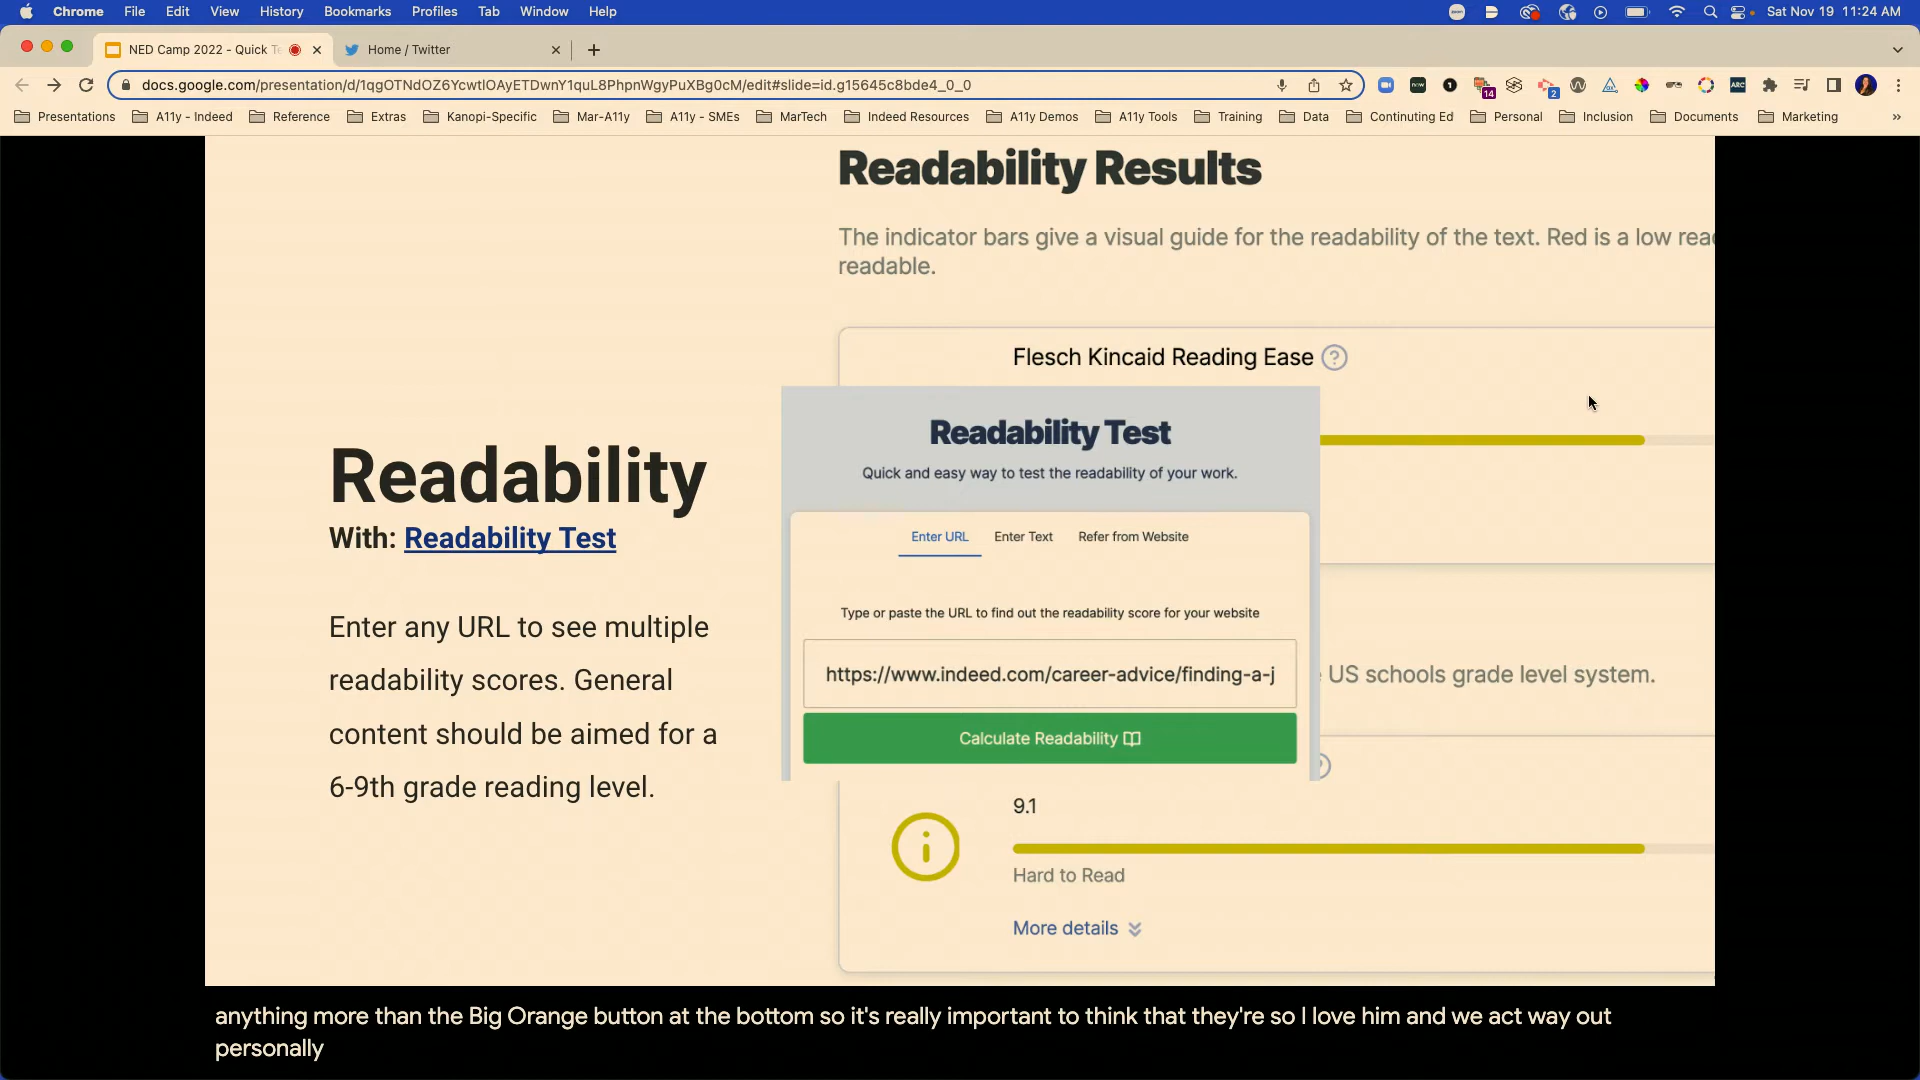 Chrome File Edit View History Bookmarks Profiles Tab Window Help Sat Nov 19 11:24 AM
NED Camp 2022 - Quick Te
Home / Twitter
docs.google.com/presentation/d/1qgOTNdOZ6YcwtlOAyETDwnY1quL8PhpnWgyPuXBg0cM/edit#slide=id.g15645c8bde4_0_0
14
2
ARC
Presentations A11y - Indeed Reference Extras Kanopi-Specific Mar-A11y A11y - SMEs MarTech Indeed Resources A11y Demos A11y Tools Training Data Continuting Ed Personal Inclusion Documents Marketing
Readability Results
The indicator bars give a visual guide for the readability of the text. Red is a low rea
readable.
Flesch Kincaid Reading Ease
Readability Test
Quick and easy way to test the readability of your work.
Enter URL Enter Text Refer from Website
Type or paste the URL to find out the readability score for your website
https://www.indeed.com/career-advice/finding-a-j
Calculate Readability
US schools grade level system.
9.1
Hard to Read
More details
Readability
With: Readability Test
Enter any URL to see multiple
readability scores. General
content should be aimed for a
6-9th grade reading level.
anything more than the Big Orange button at the bottom so it's really important to think that they're so I love him and we act way out
personally